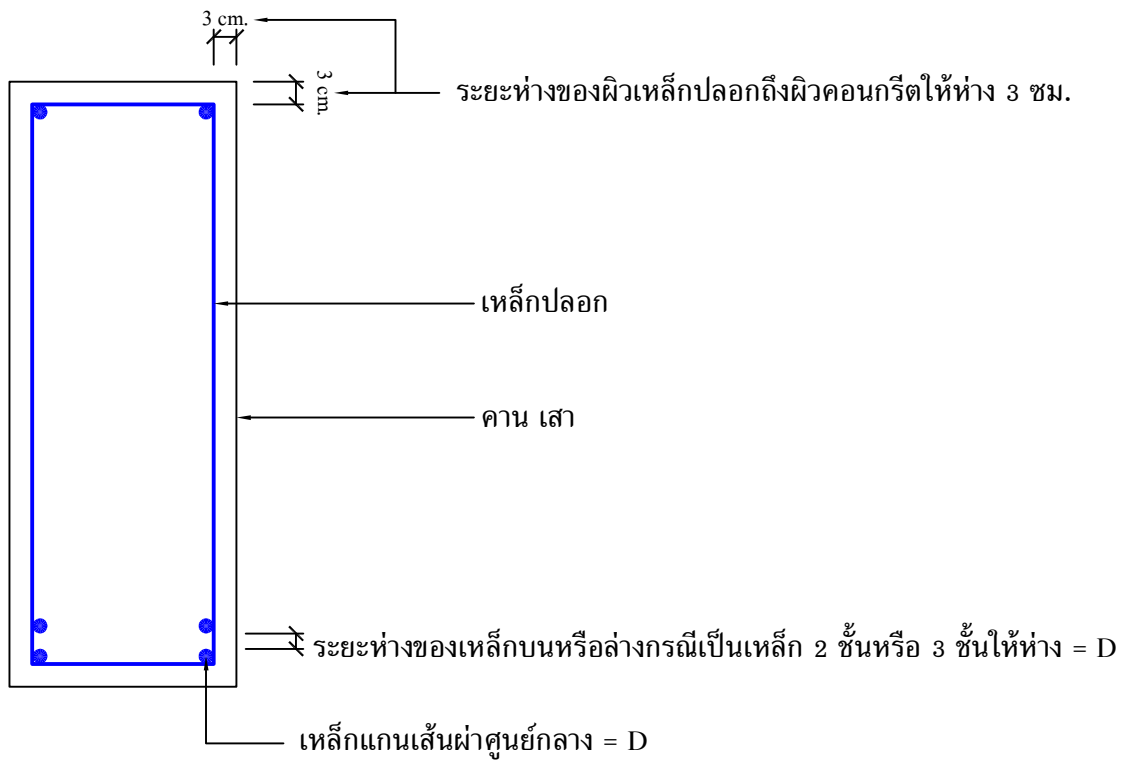 3 cm.
3 cm.
ระยะห่างของผิวเหล็กปลอกถึงผิวคอนกรีตให้ห่าง 3 ซม.
เหล็กปลอก
คาน เสา
ระยะห่างของเหล็กบนหรือล่างกรณีเป็นเหล็ก 2 ชั้นหรือ 3 ชั้นให้ห่าง = D
เหล็กแกนเส้นผ่าศูนย์กลาง = D